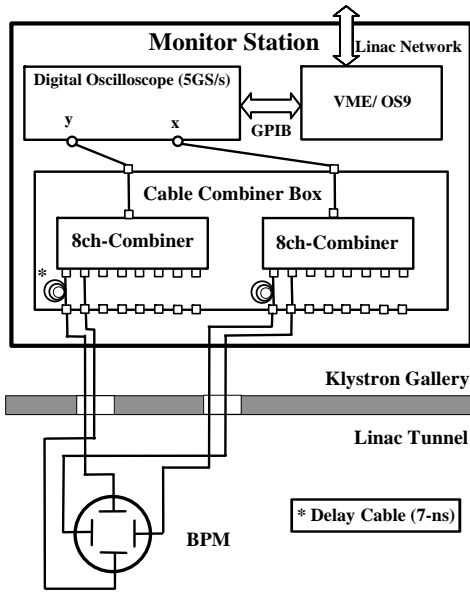 Monitor Station
Linac Network
Digital Oscilloscope (5GS/s)
VME/ OS9
y
x
GPIB
Cable Combiner Box
8ch-Combiner
8ch-Combiner
*
Klystron Gallery
Linac Tunnel
* Delay Cable (7-ns)
BPM